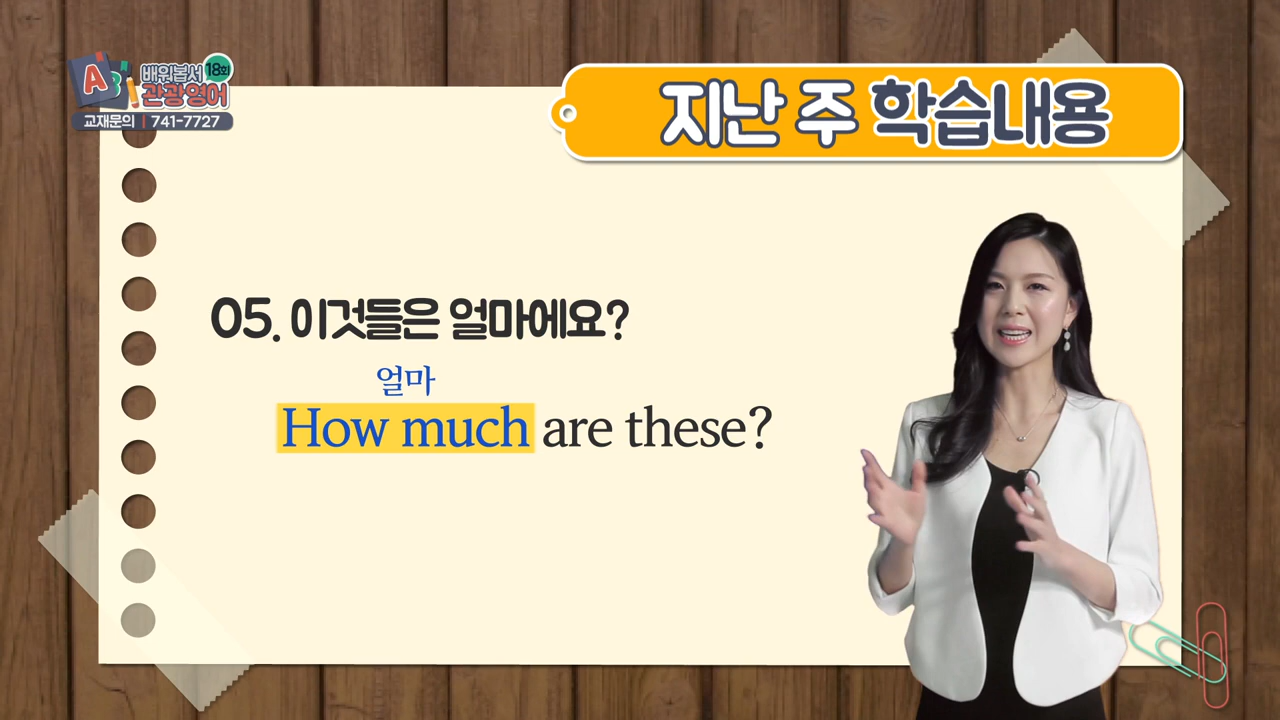 배워봅서 18회
관광영어
교재문의 | 741-7727
지난 주 학습내용
05. 이것들은 얼마에요?
얼마
How much are these?